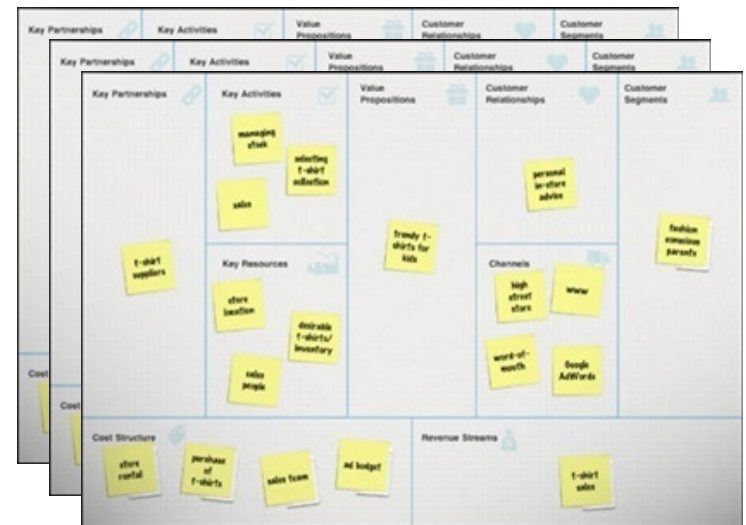 Key Partnerships
Key Activities
Value
Propositions
Customer
Relationships
Customer
Segments
Key Partnerships
Key Activities
Value
Propositions
Customer
Relationships
Customer
Segments
Cost
Cost
Key Partnerships
Key Activities
Value
Propositions
Customer
Relationships
Customer
Segments
managing
stock
selecting
t-shirt
collection
sales
personal
in-store
advice
t-shirt
suppliers
trendy t-
shirts for
kids
fashion
conscious
parents
Key Resources
store
location
desirable
t-shirts/
inventory
sales
people
Channels
high
street
store
www
word-of-
mouth
Google
AdWords
Cost Structure
store
rental
purchase
of
t-shirts
sales team
ad budget
Revenue Streams
t-shirt
sales